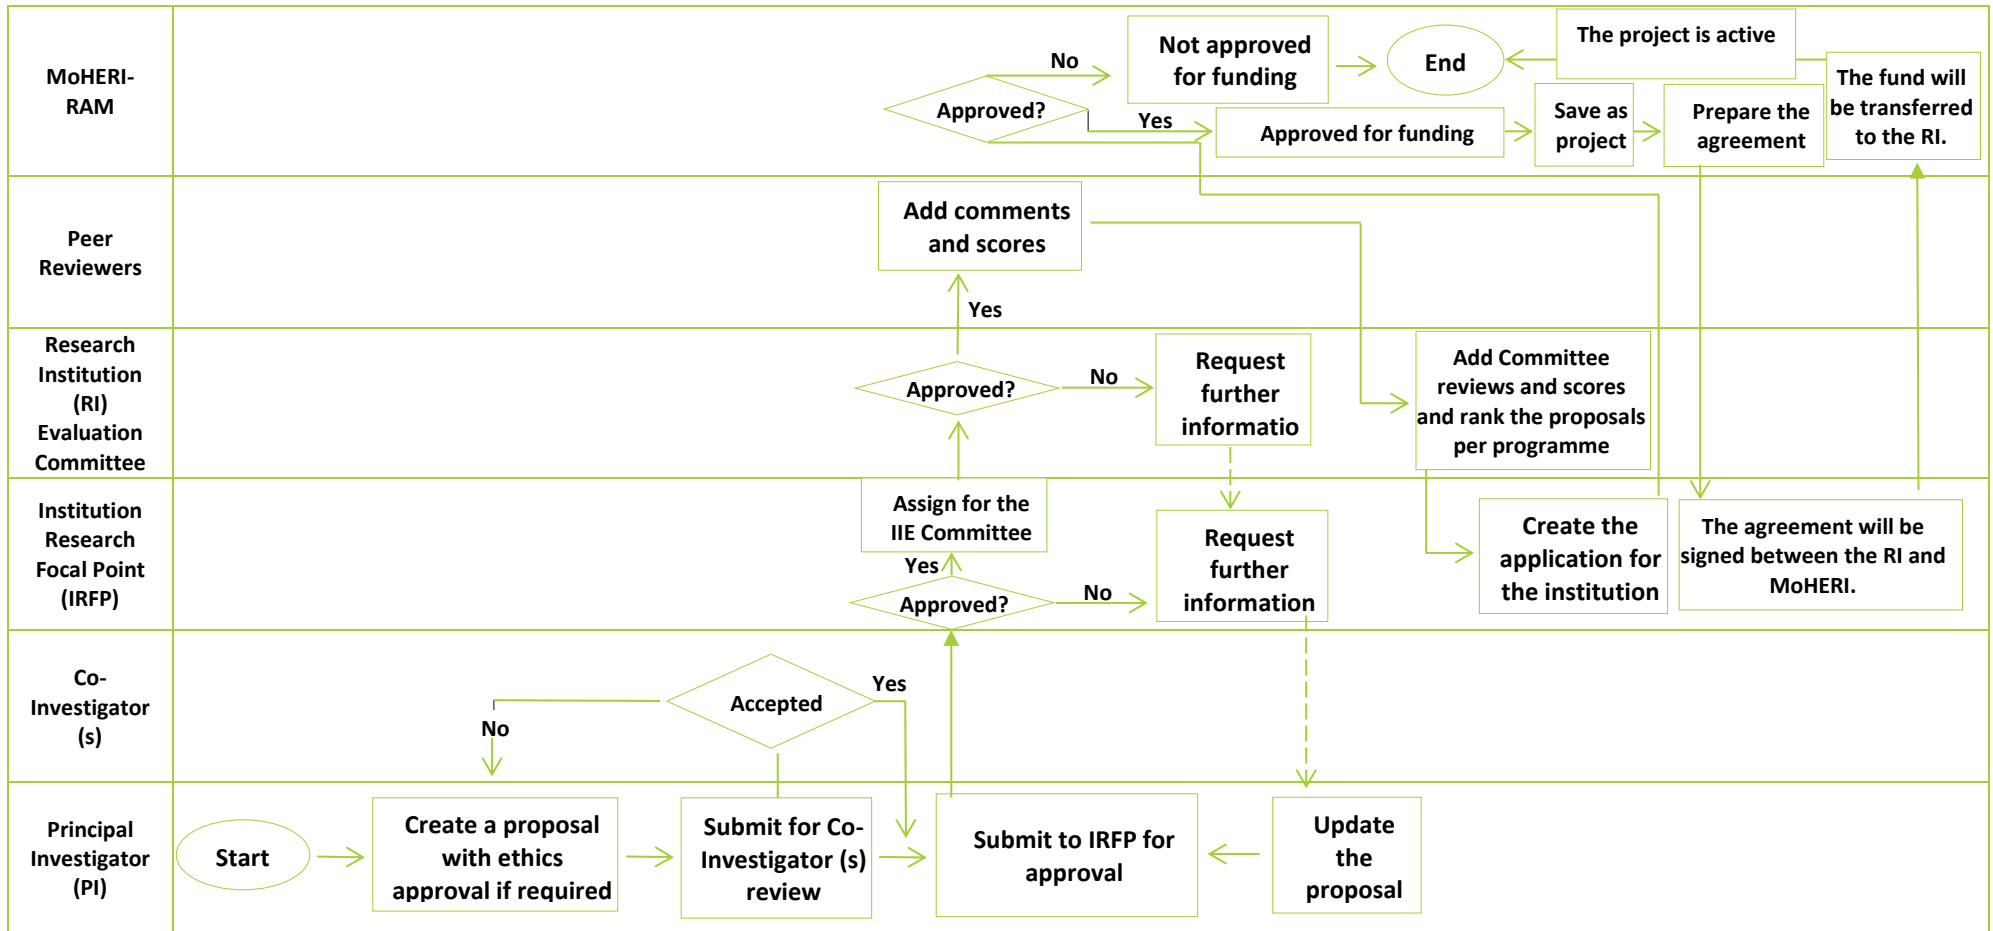 MoHERI-
RAM
No
Not approved
for funding
End
The project is active
The fund will
be transferred
to the RI.
Approved?
Yes
Approved for funding
Save as
project
Prepare the
agreement
Peer
Reviewers
Add comments
and scores
Yes
Research
Institution
(RI)
Evaluation
Committee
Approved?
No
Request
further
informatio
Add Committee
reviews and scores
and rank the proposals
per programme
Institution
Research
Focal Point
(IRFP)
Assign for the
IIE Committee
Yes
Approved?
No
Request
further
information
Create the
application for
the institution
The agreement will be
signed between the RI and
MoHERI.
Co-
Investigator
(s)
No
Accepted
Yes
Principal
Investigator
(PI)
Start
Create a proposal
with ethics
approval if required
Submit for Co-
Investigator (s)
review
Submit to IRFP for
approval
Update
the
proposal